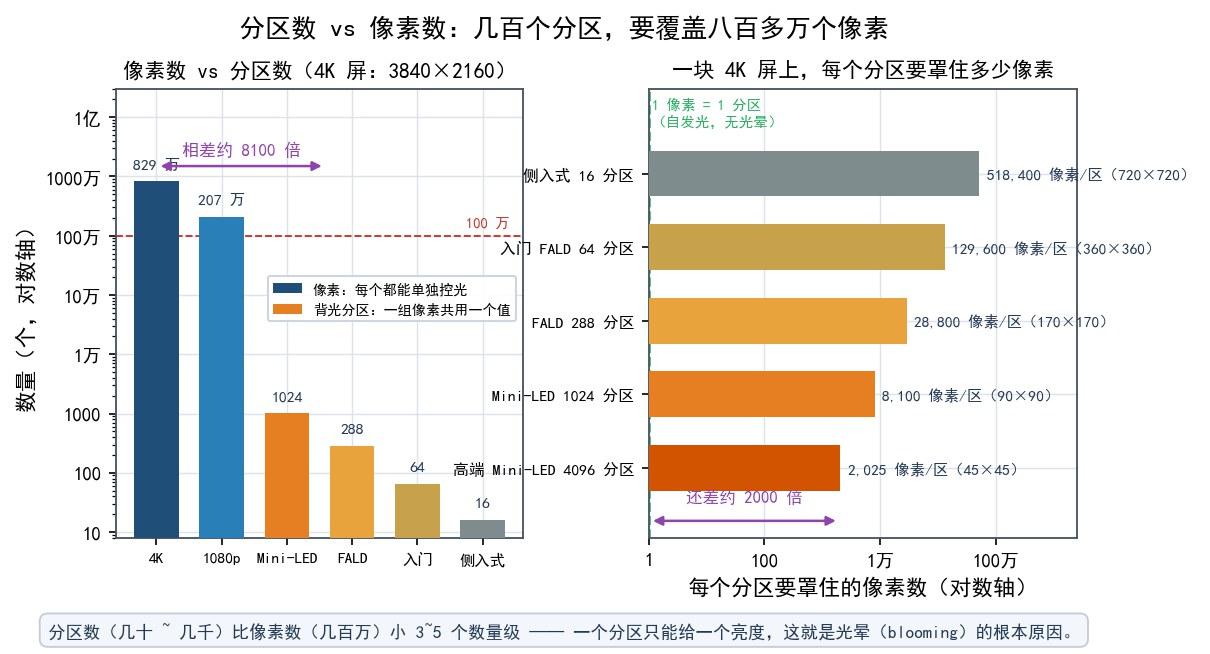 分区数 vs 像素数：几百个分区，要覆盖八百多万个像素
像素数 vs 分区数（4K 屏：3840×2160）
数量（个，对数轴）
1亿
1000万
100万
10万
1万
1000
100
10
829 万
相差约 8100 倍
207 万
100 万
像素：每个都能单独控光
背光分区：一组像素共用一个值
1024
288
64
16
4K
1080p
Mini-LED
FALD
入门
侧入式
一块 4K 屏上，每个分区要罩住多少像素
1 像素 = 1 分区
（自发光，无光晕）
侧入式 16 分区
518,400 像素/区（720×720）
入门 FALD 64 分区
129,600 像素/区（360×360）
FALD 288 分区
28,800 像素/区（170×170）
Mini-LED 1024 分区
8,100 像素/区（90×90）
高端 Mini-LED 4096 分区
2,025 像素/区（45×45）
还差约 2000 倍
1
100
1万
100万
每个分区要罩住的像素数（对数轴）
分区数（几十 ~ 几千）比像素数（几百万）小 3~5 个数量级 —— 一个分区只能给一个亮度，这就是光晕（blooming）的根本原因。